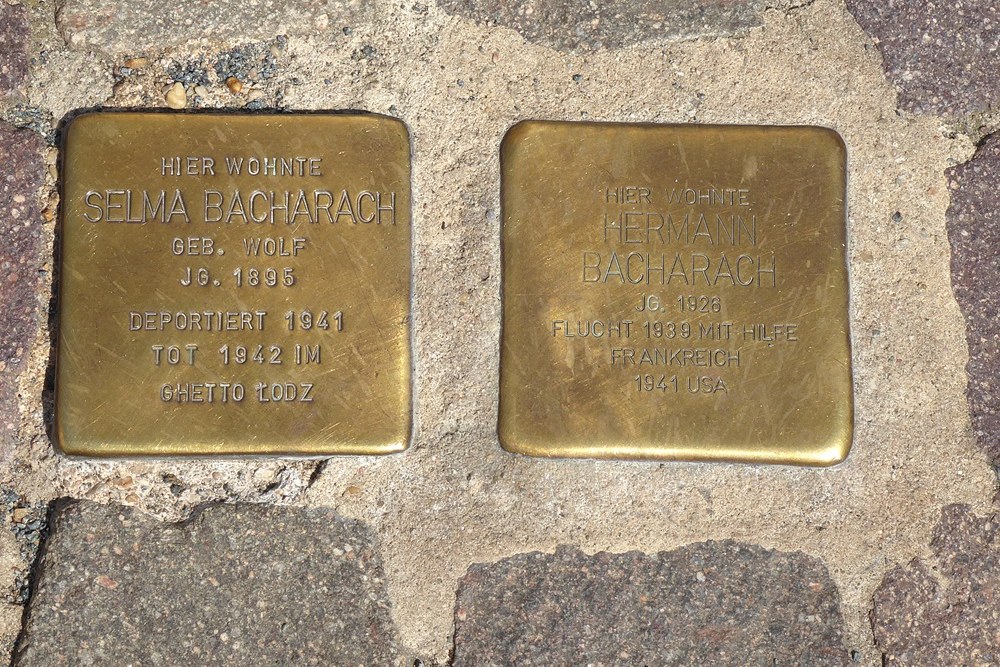 HIER WOHNTE
SELMA BACHARACH
GEB. WOLF
JG. 1895
DEPORTIERT 1941
TOT 1942 IM
GHETTO ŁODZ
HIER WOHNTE
HERMANN
BACHARACH
JG. 1926
FLUCHT 1939 MIT HILFE
FRANKREICH
1941 USA